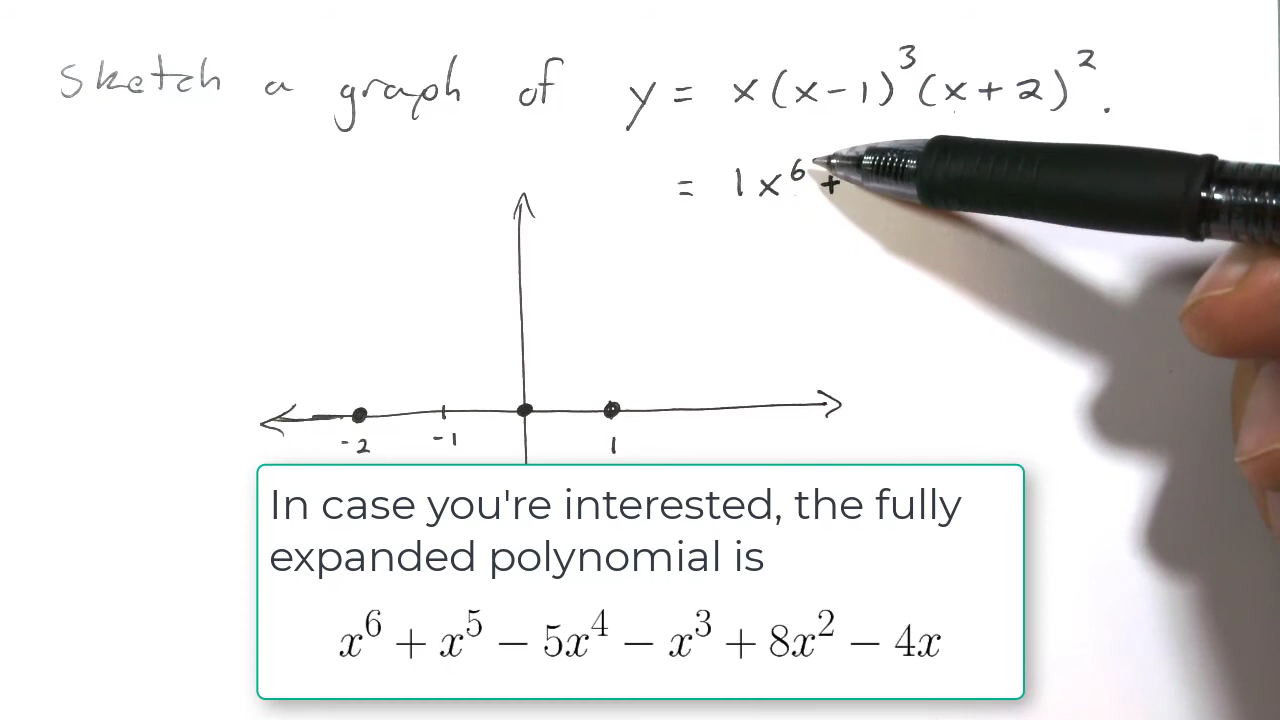 sketch a graph of y = x(x-1)³(x+2)².
= 1x⁶ +
-2 -1 1
In case you're interested, the fully
expanded polynomial is
x⁶ + x⁵ − 5x⁴ − x³ + 8x² − 4x